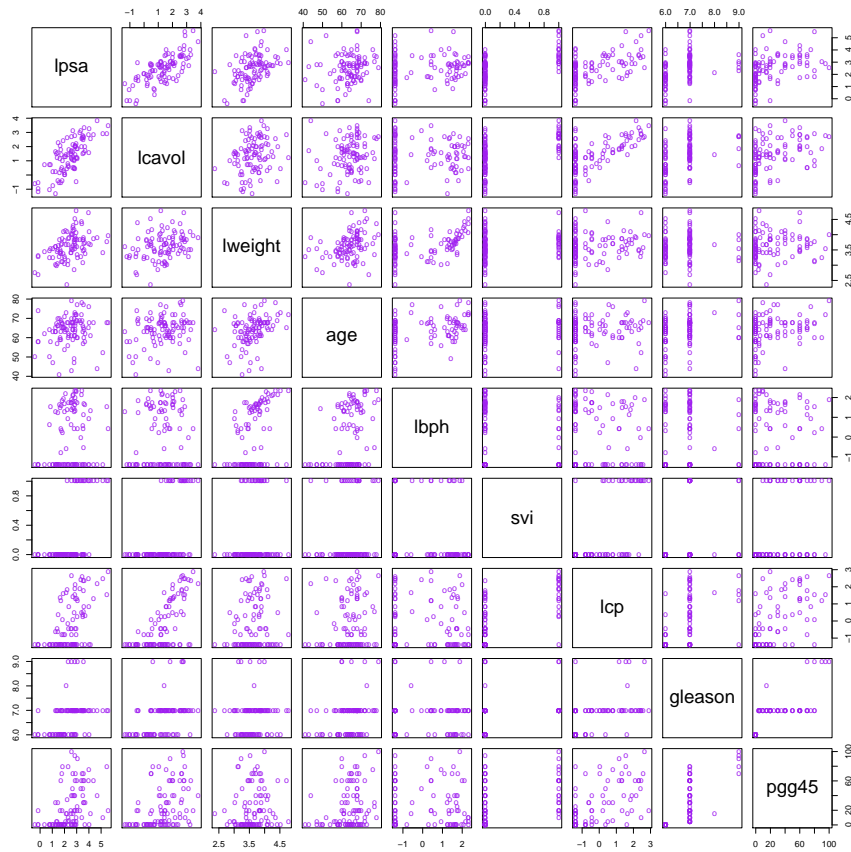 −1 0 1 2 3 4
40 50 60 70 80
0.0 0.4 0.8
6.0 7.0 8.0 9.0
lpsa
0 1 2 3 4 5
−1 0 1 2 3 4
lcavol
lweight
2.5 3.5 4.5
40 50 60 70 80
age
lbph
−1 0 1 2
0.0 0.4 0.8
svi
lcp
−1 0 1 2 3
6.0 7.0 8.0 9.0
gleason
pgg45
0 20 40 60 80 100
0 1 2 3 4 5
2.5 3.5 4.5
−1 0 1 2
−1 0 1 2 3
0 20 60 100